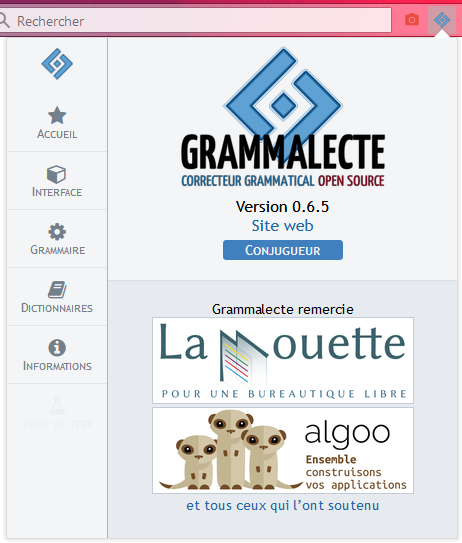 Rechercher
Accueil
Interface
Grammaire
Dictionnaires
Informations
Zone de test
GRAMMALECTE
CORRECTEUR GRAMMATICAL OPEN SOURCE
Version 0.6.5
Site web
Conjugueur
Grammalecte remercie
La Mouette
POUR UNE BUREAUTIQUE LIBRE
algoo
Ensemble
construisons
vos applications
et tous ceux qui l’ont soutenu